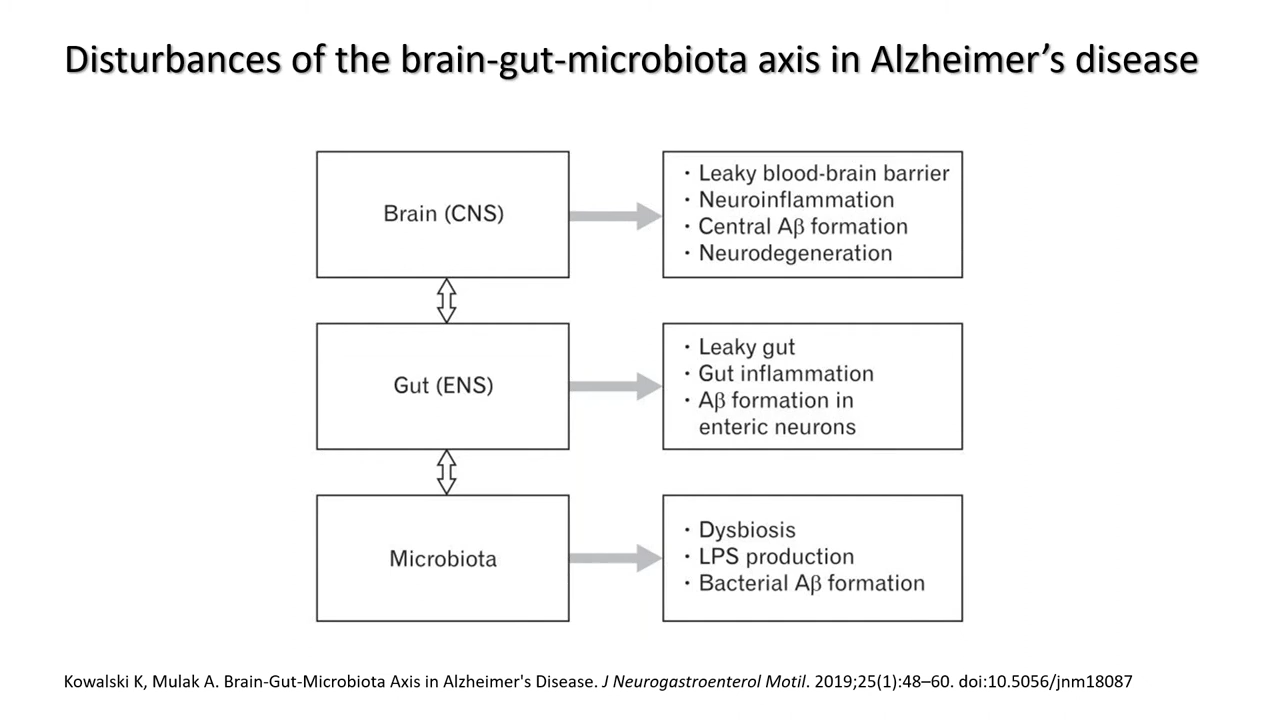 Disturbances of the brain-gut-microbiota axis in Alzheimer’s disease
Brain (CNS)
· Leaky blood-brain barrier
· Neuroinflammation
· Central Aβ formation
· Neurodegeneration
Gut (ENS)
· Leaky gut
· Gut inflammation
· Aβ formation in
enteric neurons
Microbiota
· Dysbiosis
· LPS production
· Bacterial Aβ formation
Kowalski K, Mulak A. Brain-Gut-Microbiota Axis in Alzheimer's Disease. J Neurogastroenterol Motil. 2019;25(1):48–60. doi:10.5056/jnm18087